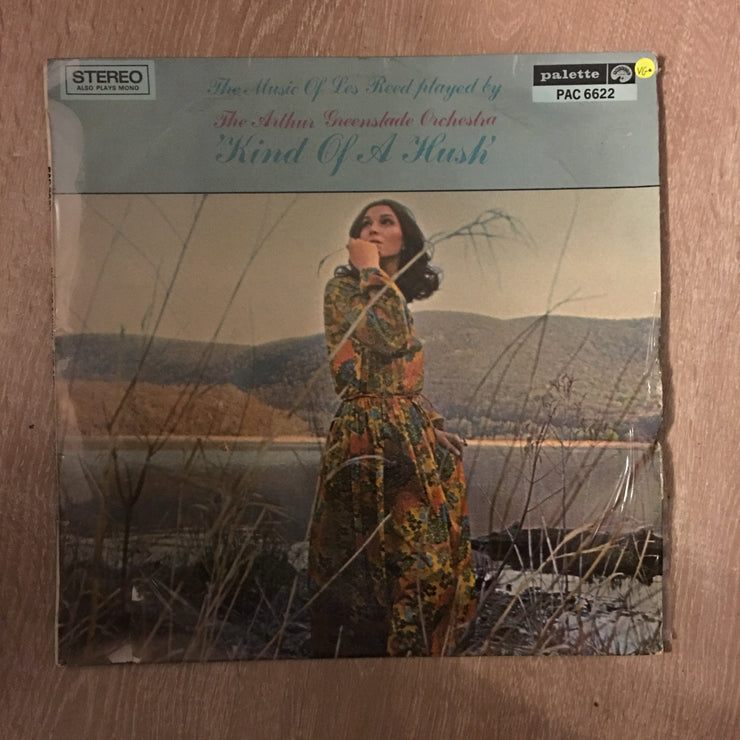 STEREO
ALSO PLAYS MONO
The Music Of Les Reed played by
The Arthur Greenslade Orchestra
'Kind Of A Hush'
palette
PAC 6622
VG+